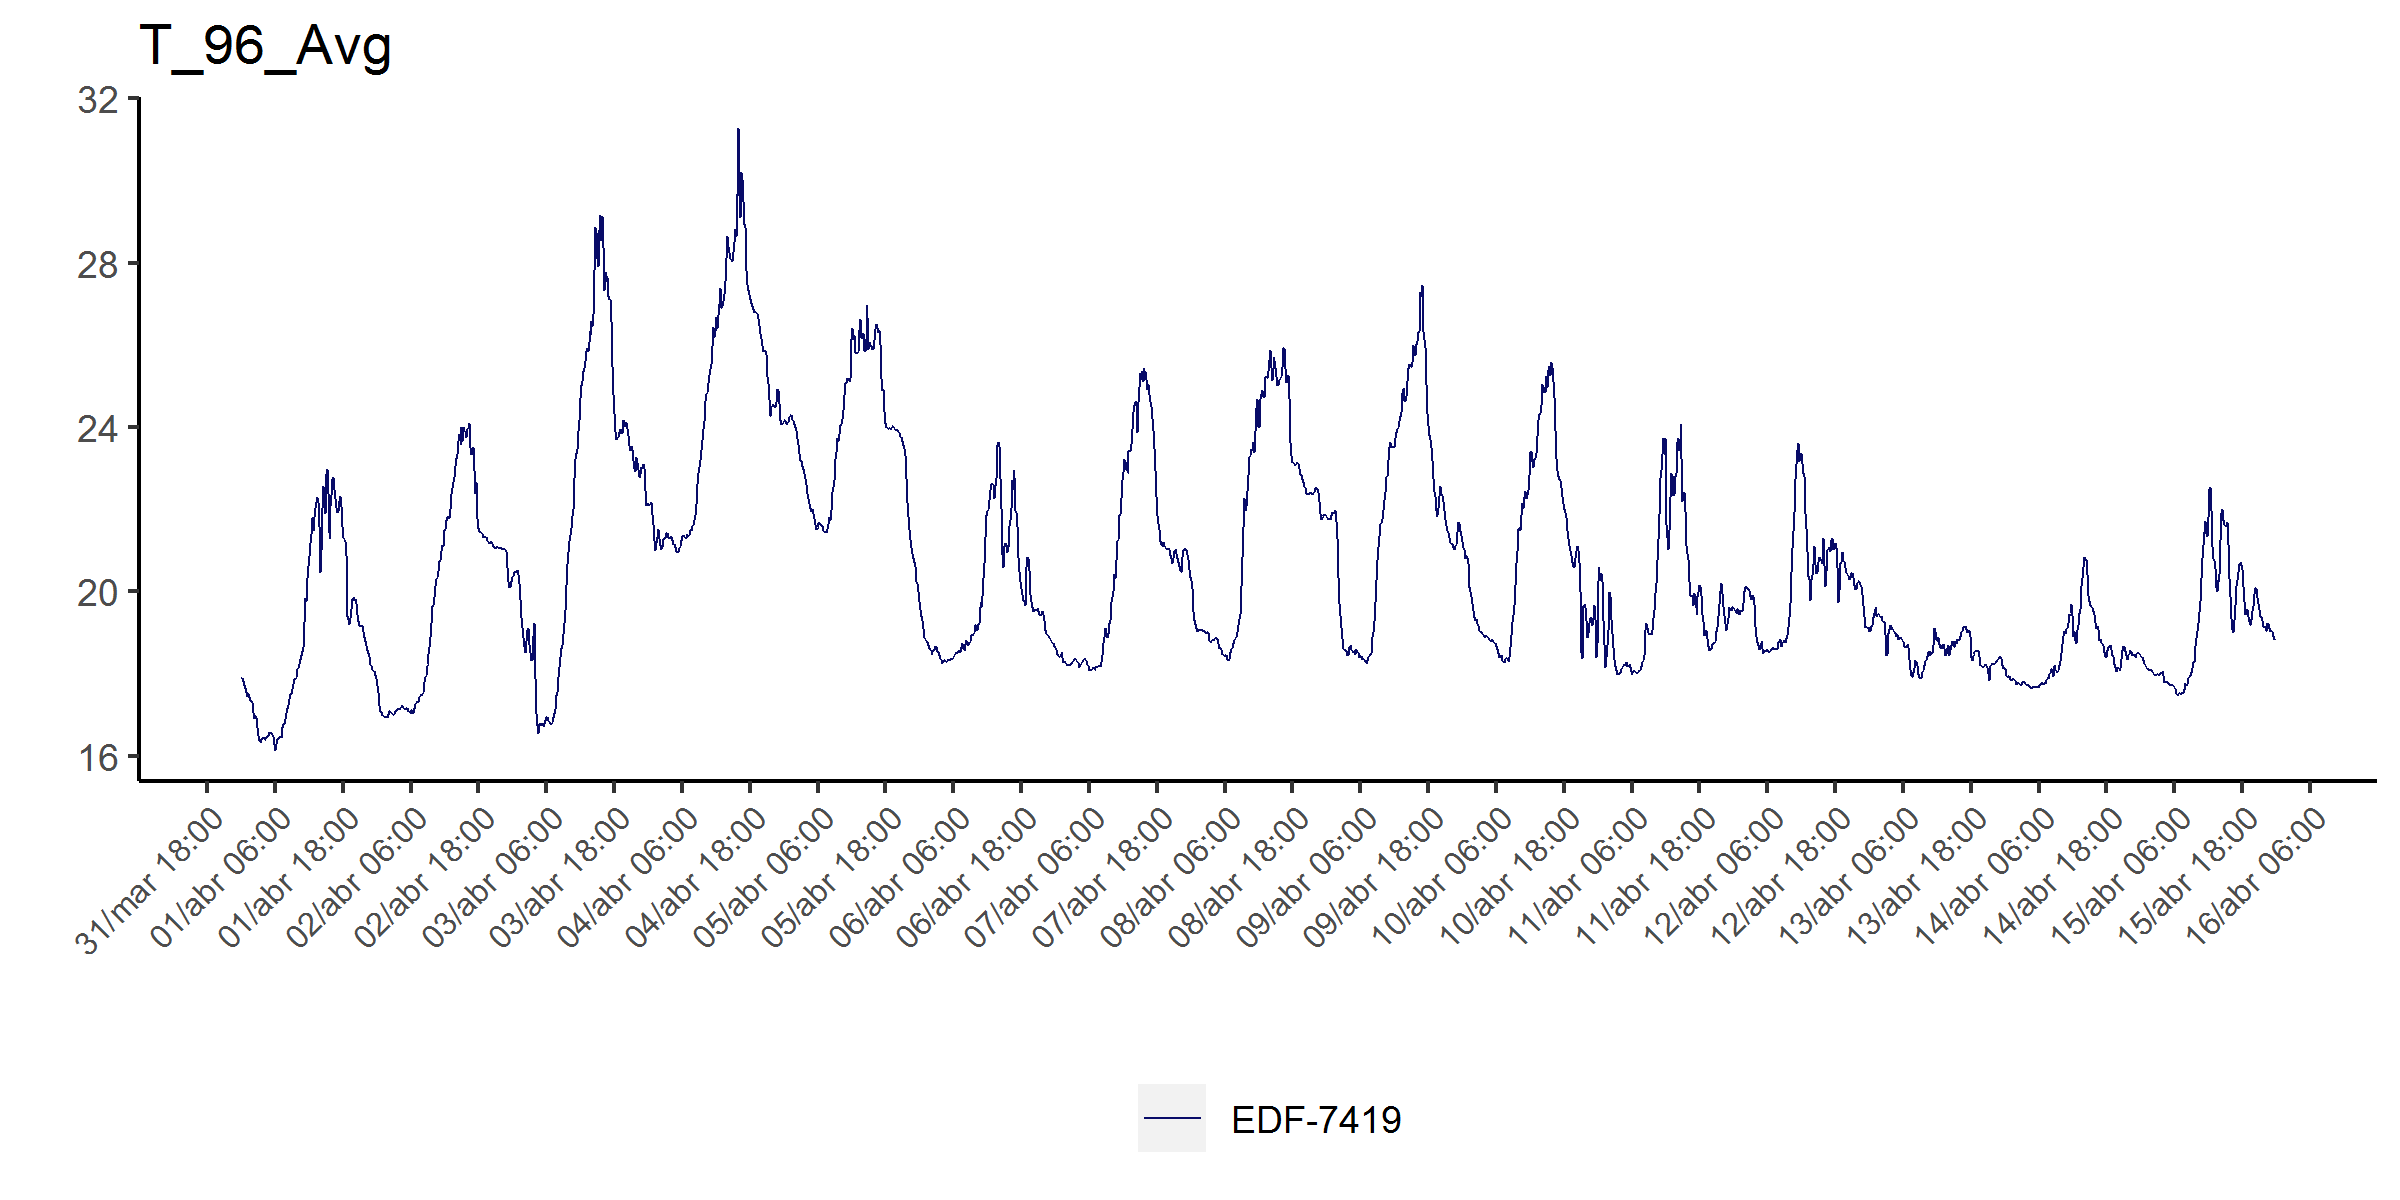 T_96_Avg
32
28
24
20
16
31/mar 18:00
01/abr 06:00
01/abr 18:00
02/abr 06:00
02/abr 18:00
03/abr 06:00
03/abr 18:00
04/abr 06:00
04/abr 18:00
05/abr 06:00
05/abr 18:00
06/abr 06:00
06/abr 18:00
07/abr 06:00
07/abr 18:00
08/abr 06:00
08/abr 18:00
09/abr 06:00
09/abr 18:00
10/abr 06:00
10/abr 18:00
11/abr 06:00
11/abr 18:00
12/abr 06:00
12/abr 18:00
13/abr 06:00
13/abr 18:00
14/abr 06:00
14/abr 18:00
15/abr 06:00
15/abr 18:00
16/abr 06:00
EDF-7419